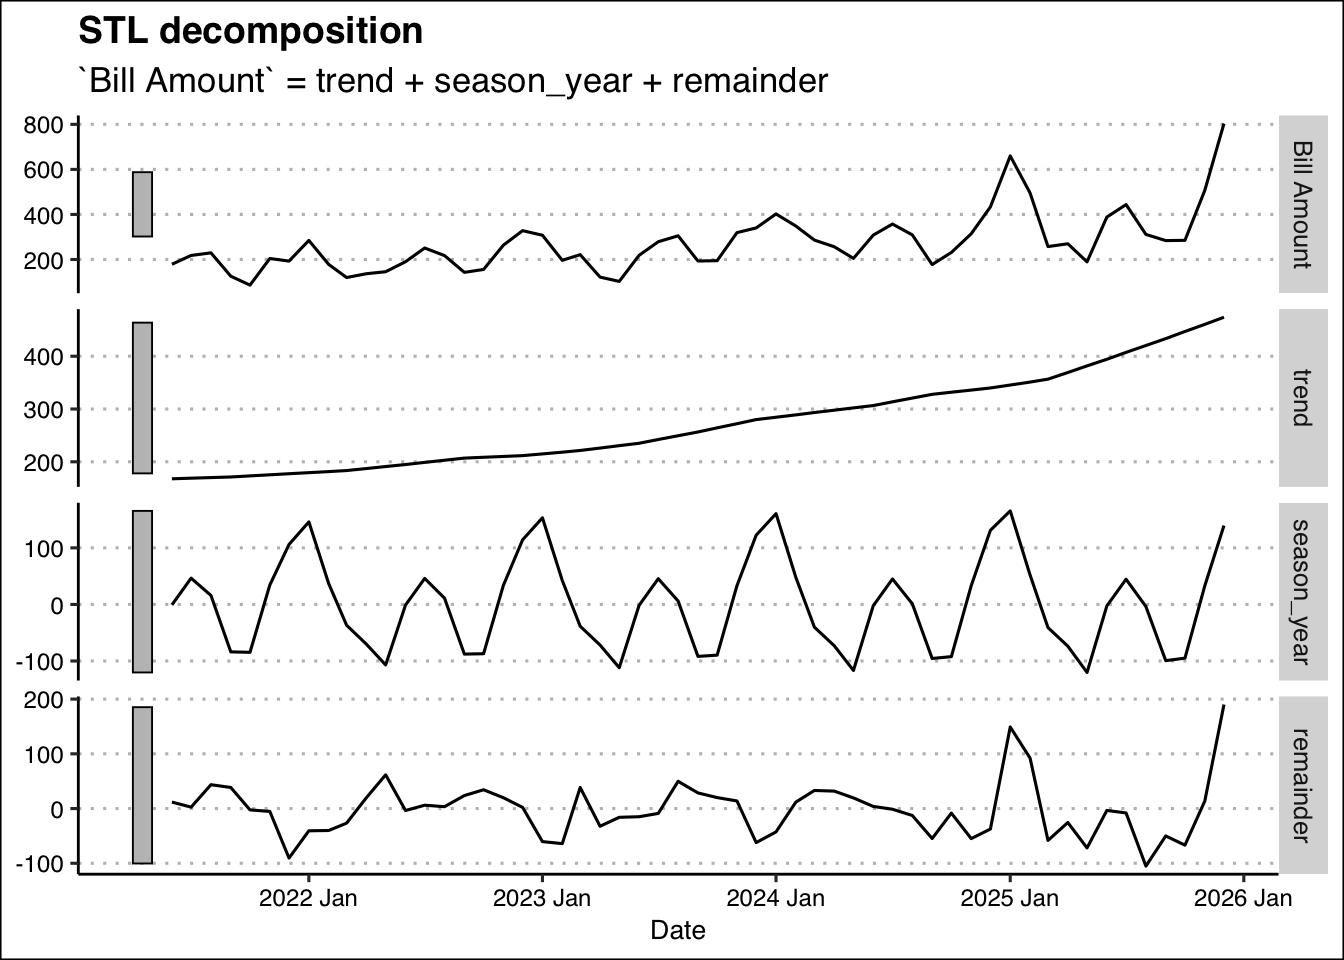 STL decomposition
`Bill Amount` = trend + season_year + remainder
800
600
400
200
Bill Amount
400
300
200
trend
100
0
-100
season_year
200
100
0
-100
remainder
2022 Jan 2023 Jan 2024 Jan 2025 Jan 2026 Jan
Date